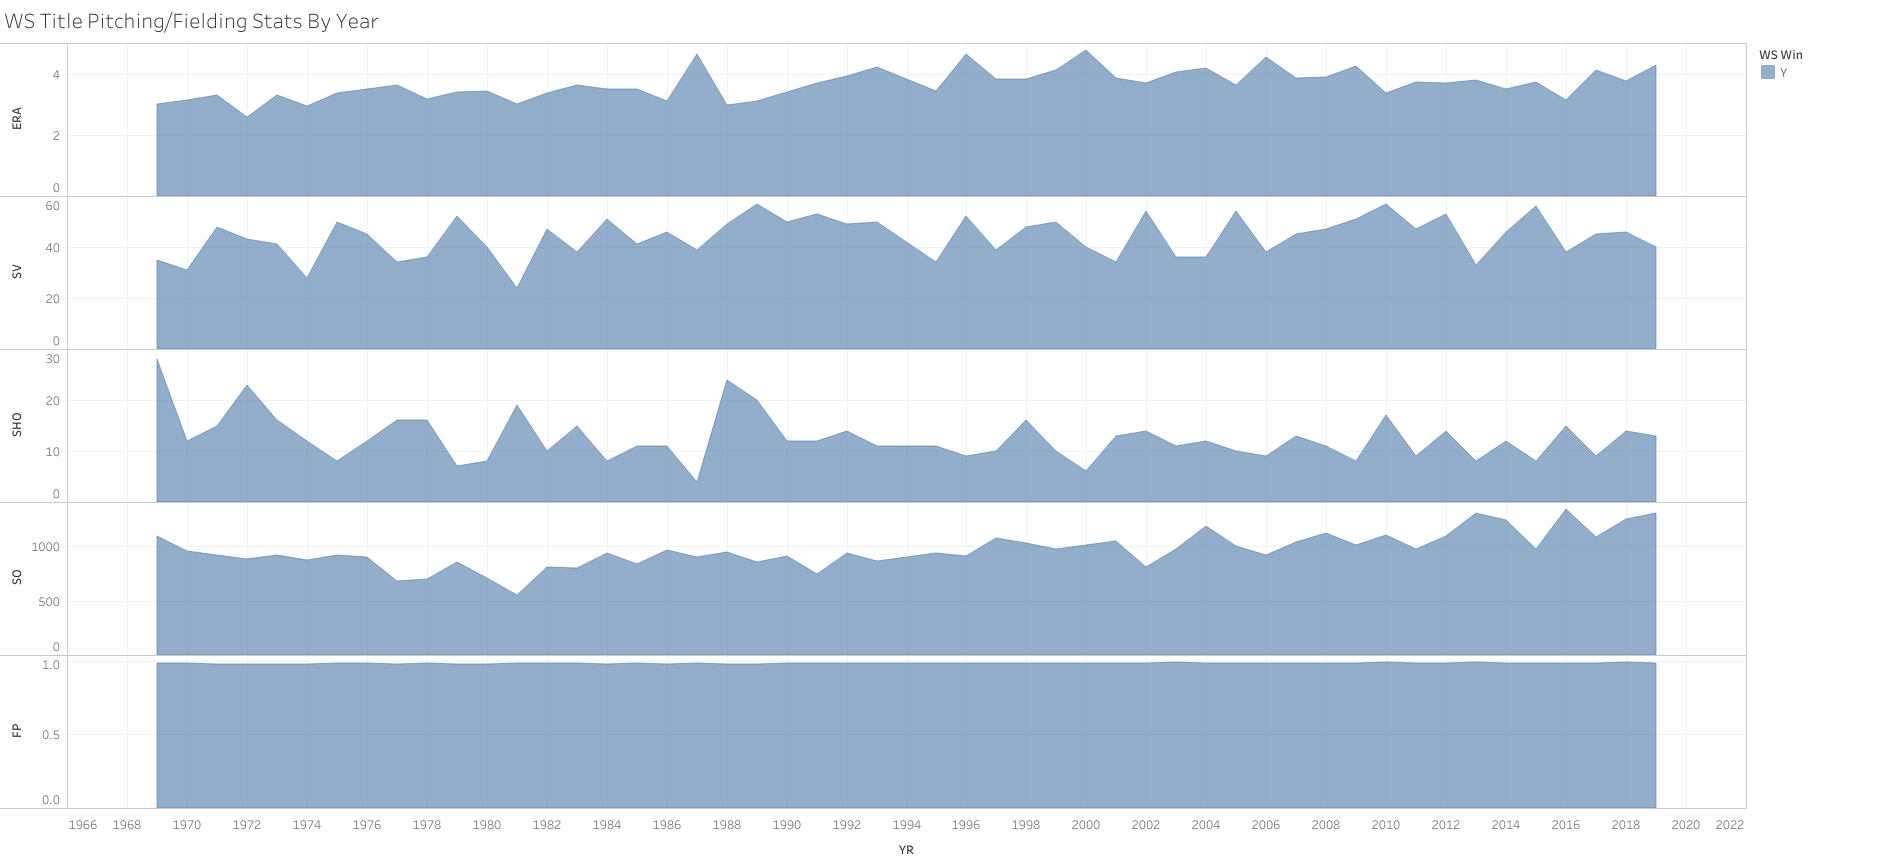 WS Title Pitching/Fielding Stats By Year
WS Win
Y
ERA
4
2
0
SV
60
40
20
0
SHO
30
20
10
0
SO
1000
500
0
FP
1.0
0.5
0.0
1966 1968 1970 1972 1974 1976 1978 1980 1982 1984 1986 1988 1990 1992 1994 1996 1998 2000 2002 2004 2006 2008 2010 2012 2014 2016 2018 2020 2022
YR